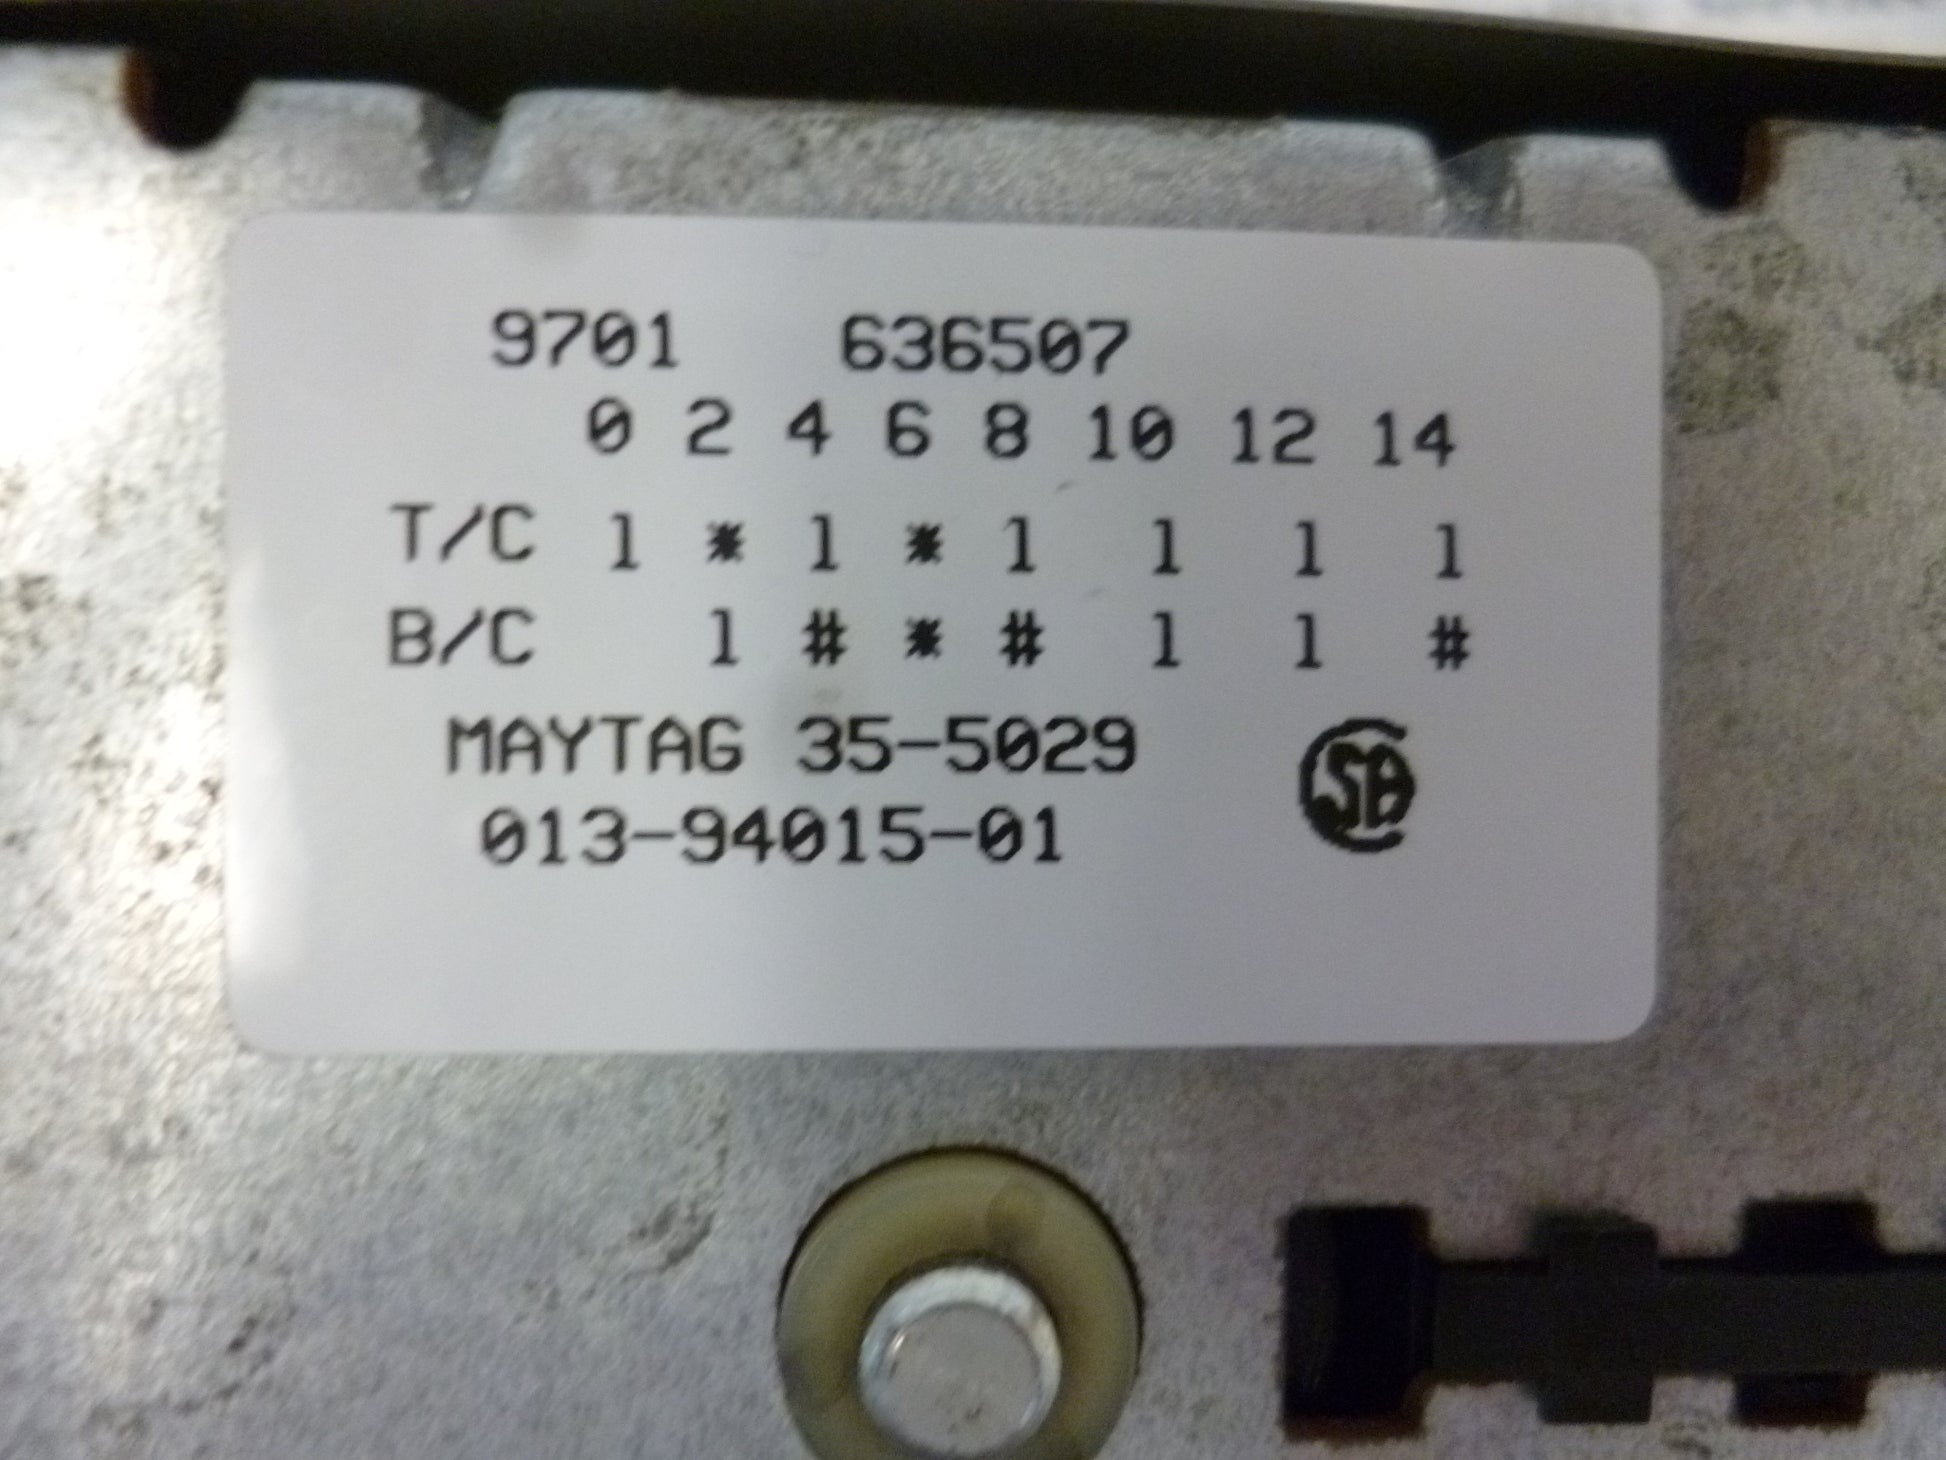 9701 636507
0 2 4 6 8 10 12 14
T/C 1 * 1 * 1 1 1 1
B/C 1 # * # 1 1 #
MAYTAG 35-5029
013-94015-01
SA